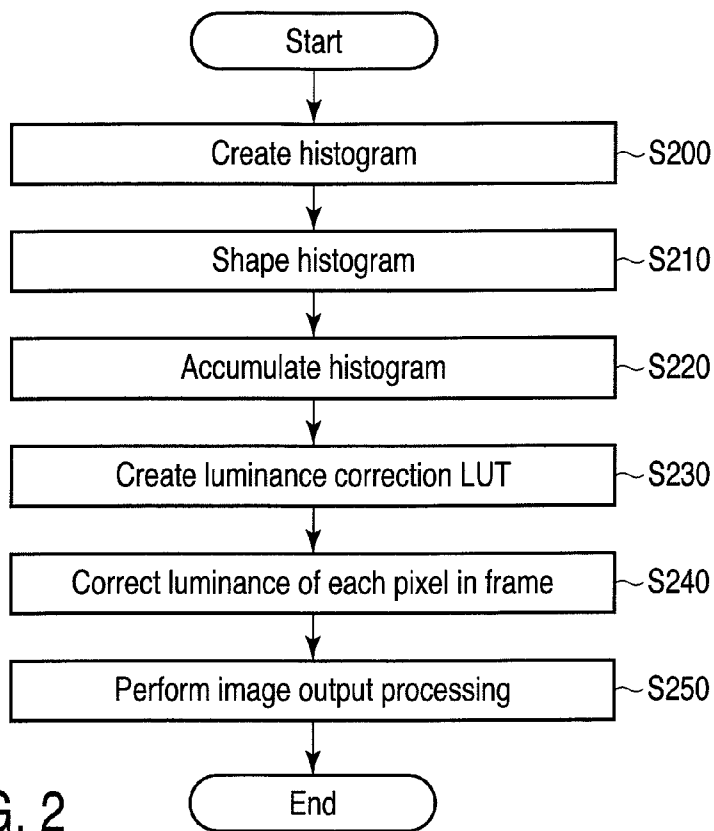 Start
Create histogram
S200
Shape histogram
S210
Accumulate histogram
S220
Create luminance correction LUT
S230
Correct luminance of each pixel in frame
S240
Perform image output processing
S250
End
G. 2